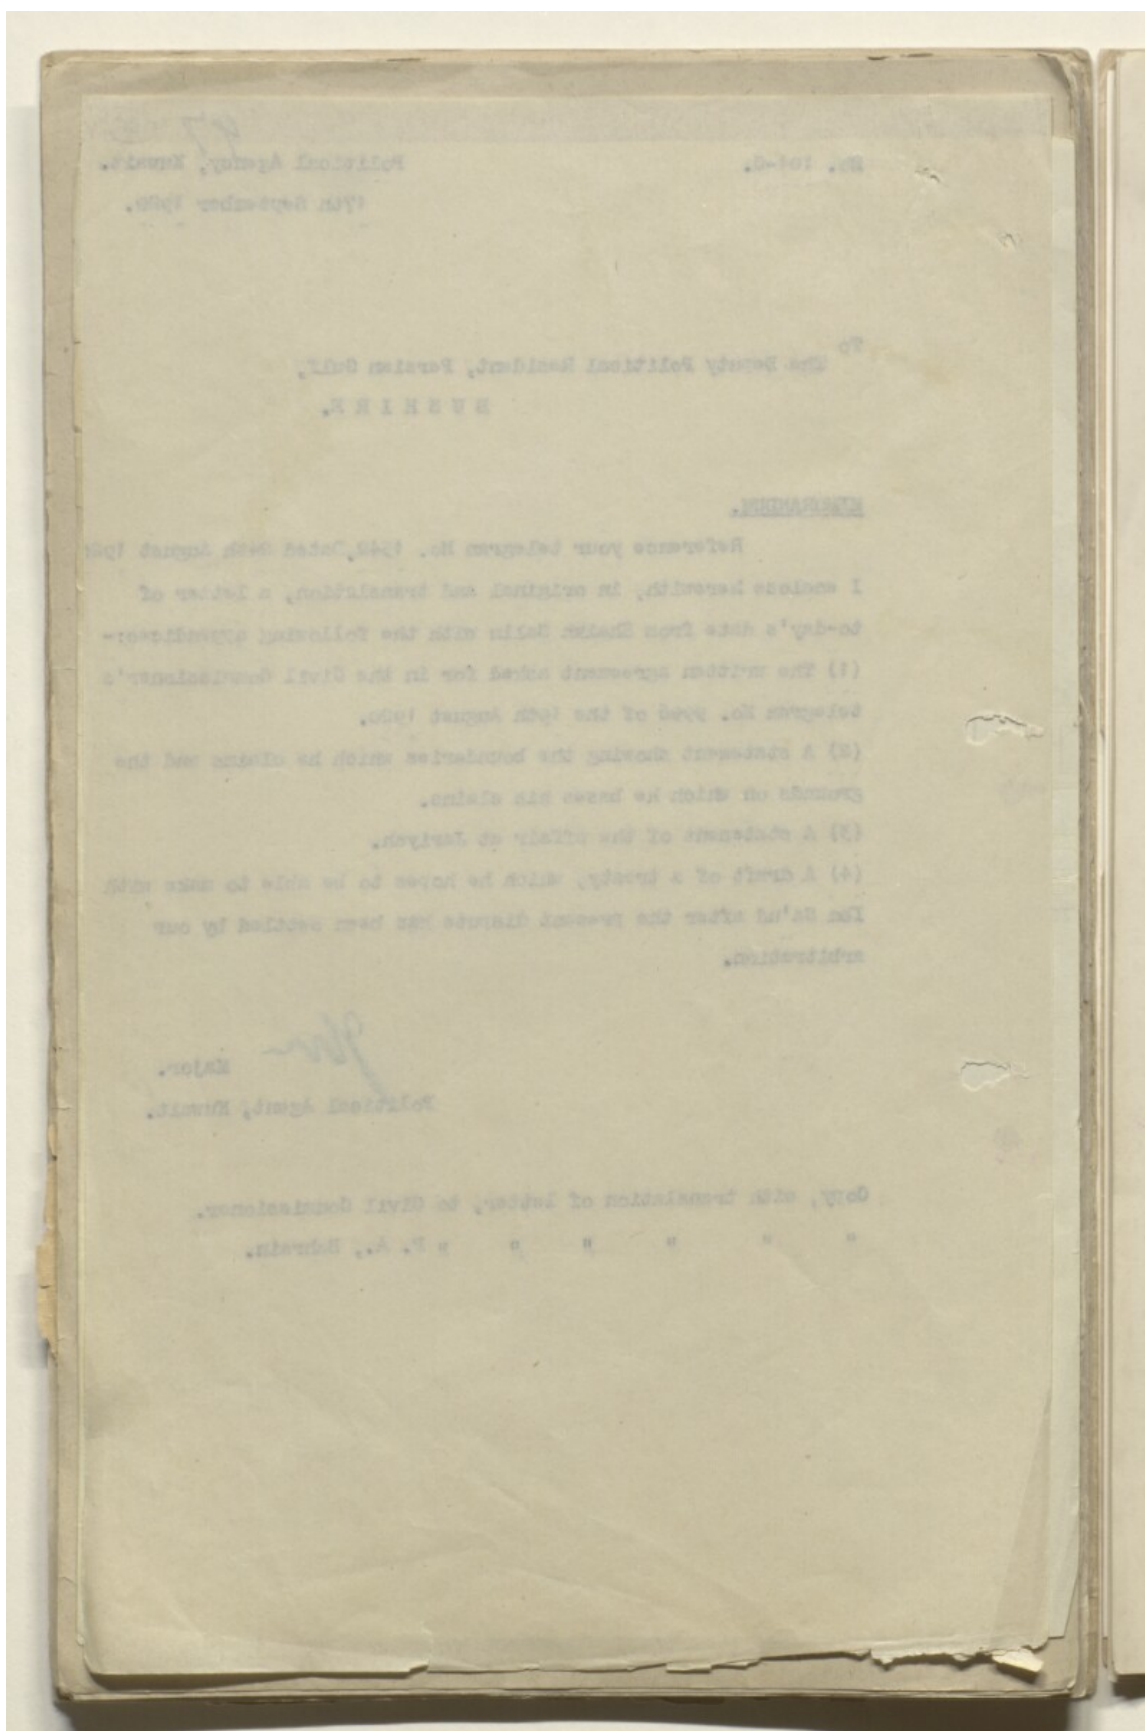 No. 101-C. Political Agency, Kuwait.
17th September 1920.
To
The Deputy Political Resident, Persian Gulf,
B U S H I R E.
MEMORANDUM.
Reference your telegram No. Dated 24th August
I enclose herewith, in original and translation, a letter of
to-day's date from Shaikh Salim with the following appendices:-
(1) The written agreement asked for in the Civil Commissioner's
telegram No. 9996 of the 19th August 1920.
(2) A statement showing the boundaries which he claims and the
grounds on which he bases his claims.
(3) A statement of the affair at Jariyah.
(4) A draft of a treaty, which he hopes to be able to make with
Ibn Sa'ud after the present dispute has been settled by our
arbitration.
Major.
Political Agent, Kuwait.
Copy, with translation of letter, to Civil Commissioner.
" " " " " " P. A., Bahrain.